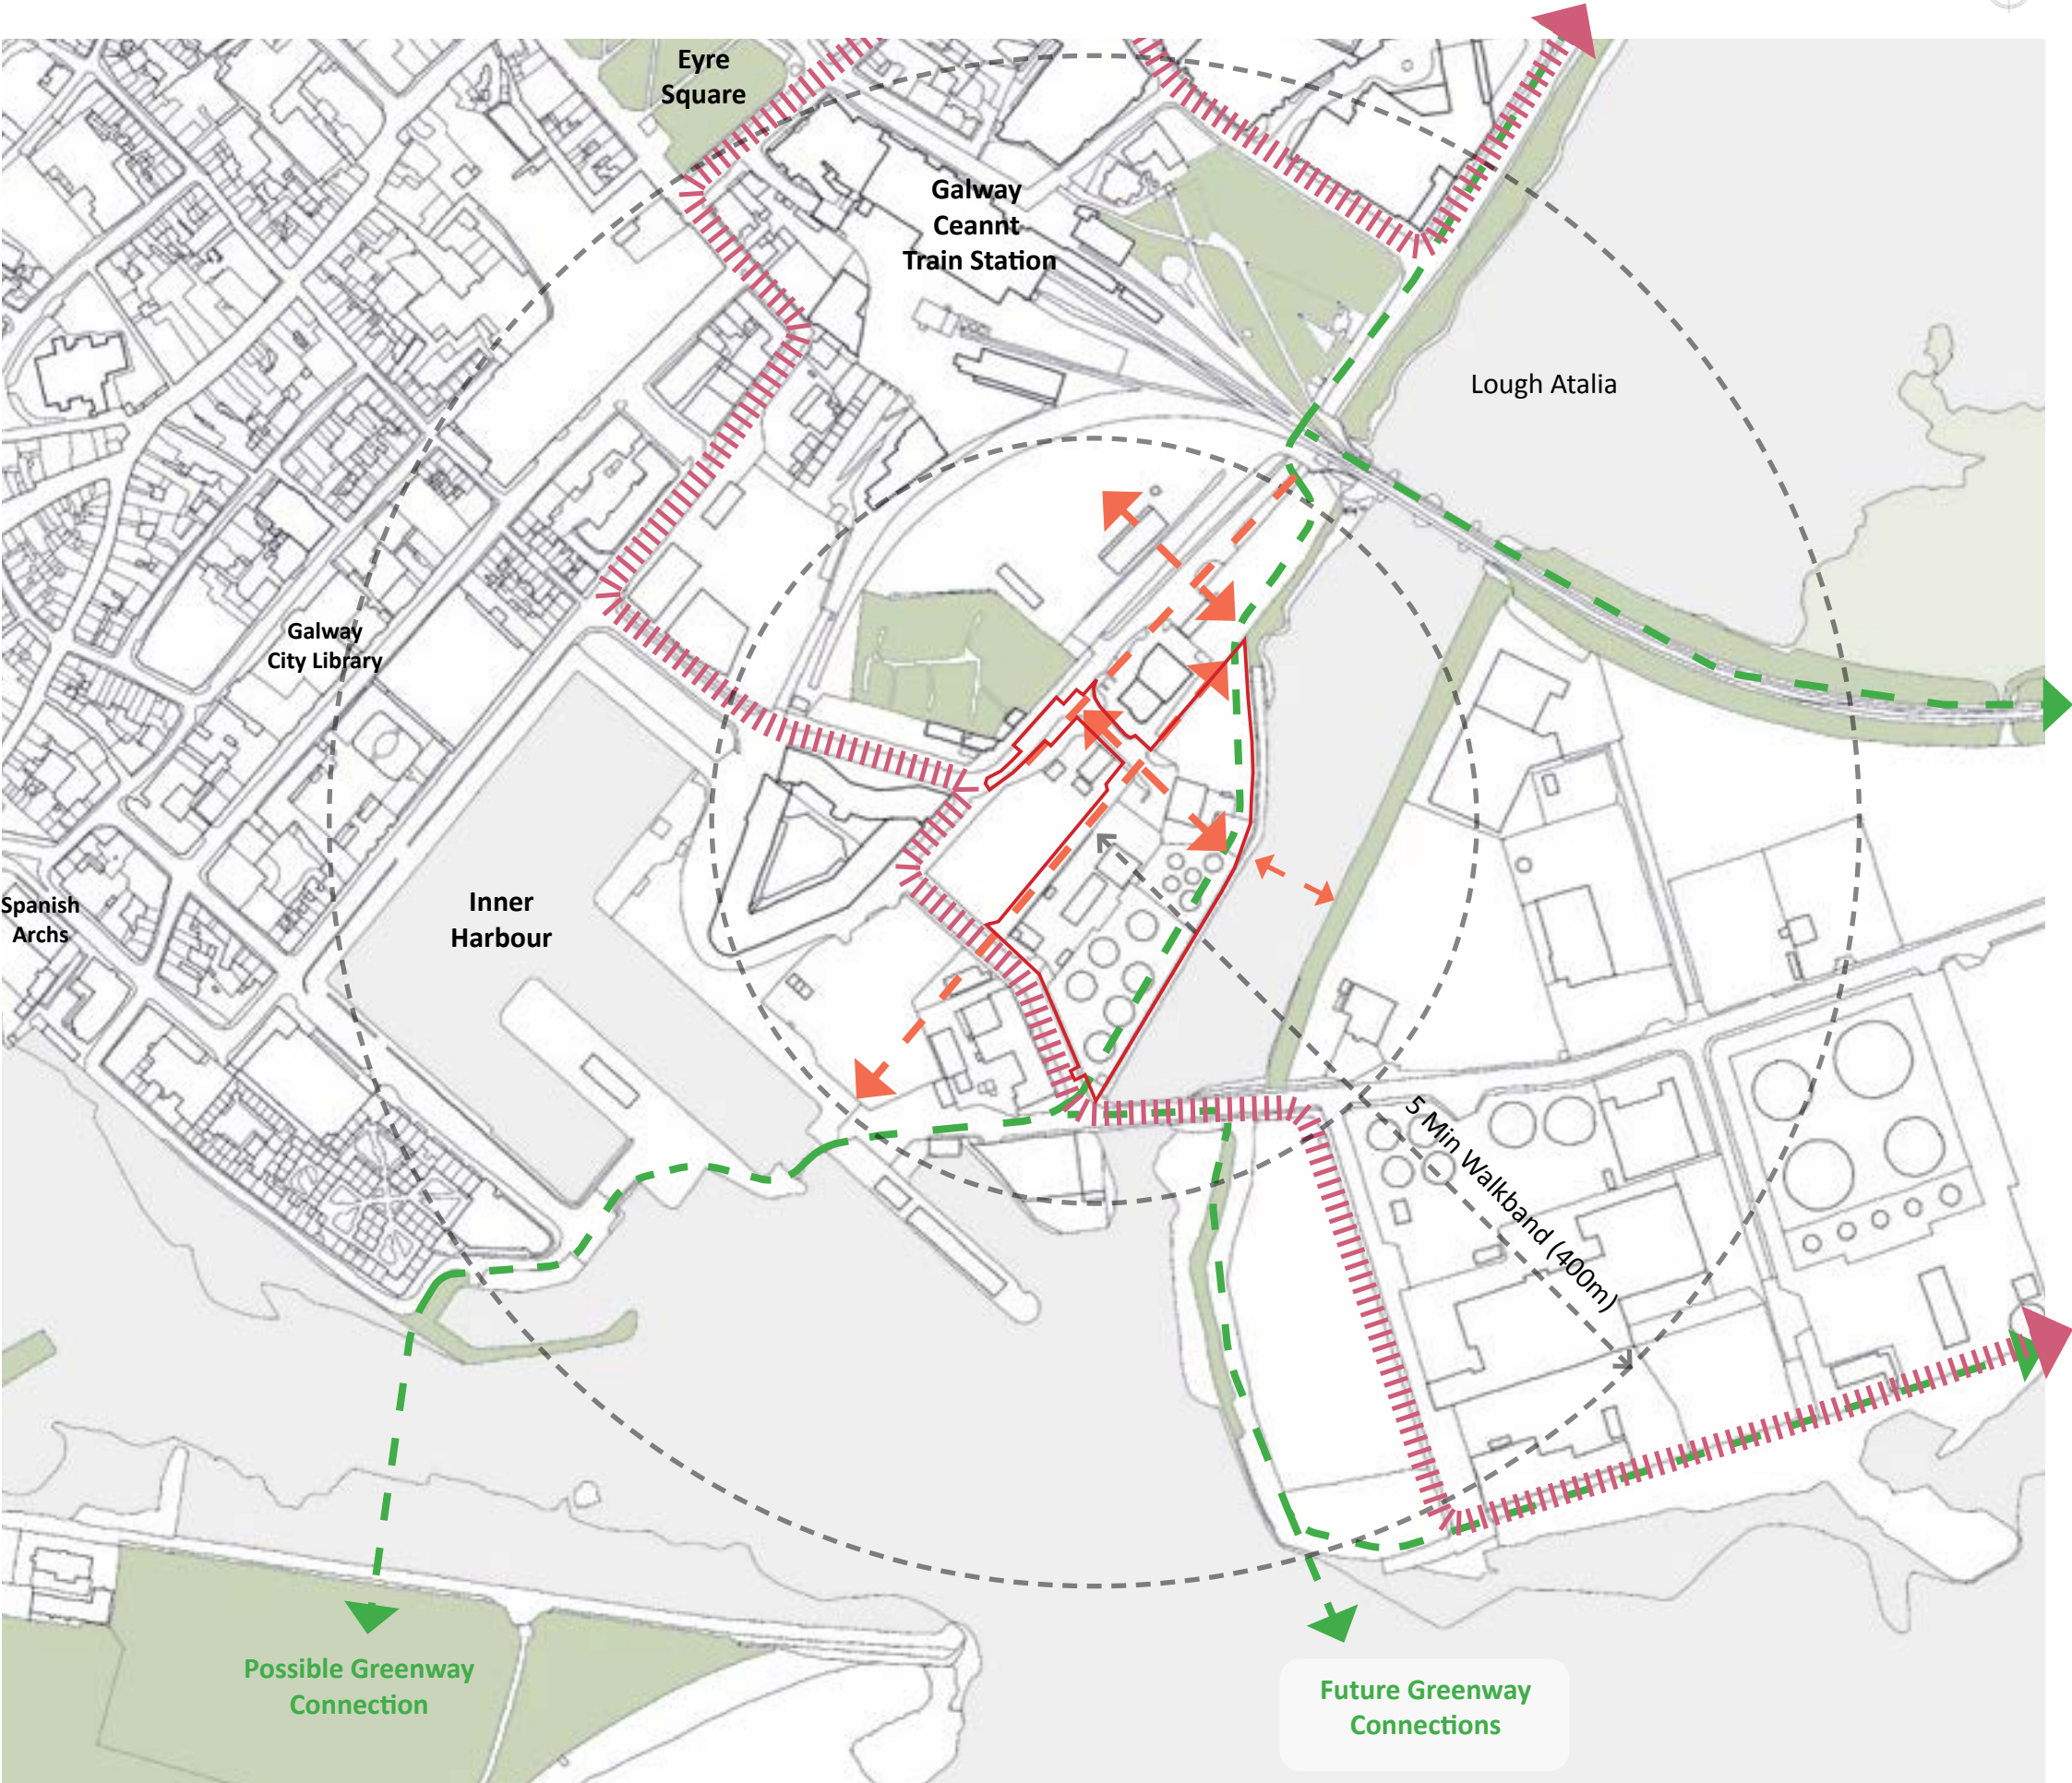 Eyre
Square
Galway
Ceannt
Train Station
Lough Atalia
Galway
City Library
Spanish
Archs
Inner
Harbour
5 Min Walkband (400m)
Possible Greenway
Connection
Future Greenway
Connections